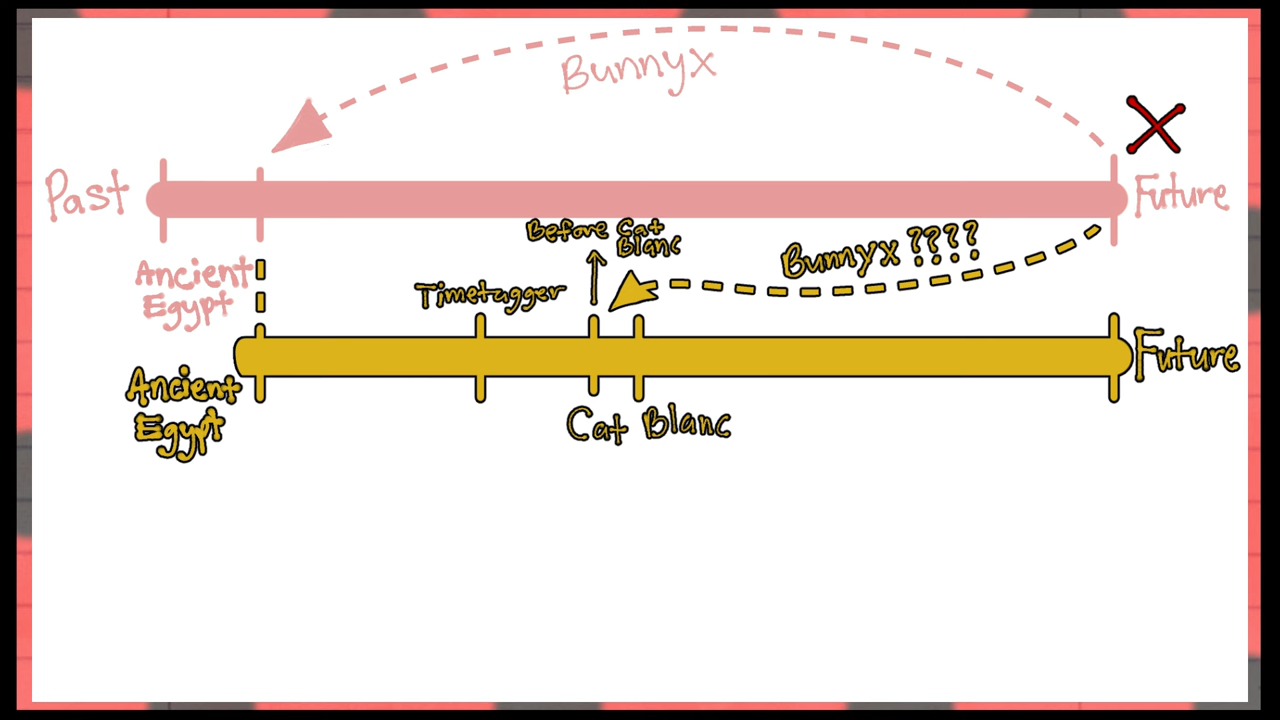 Bunnyx
Past
Future
Before Cat
Blanc
Bunnyx ????
Ancient
Egypt
Timetagger
Future
Ancient
Egypt
Cat Blanc